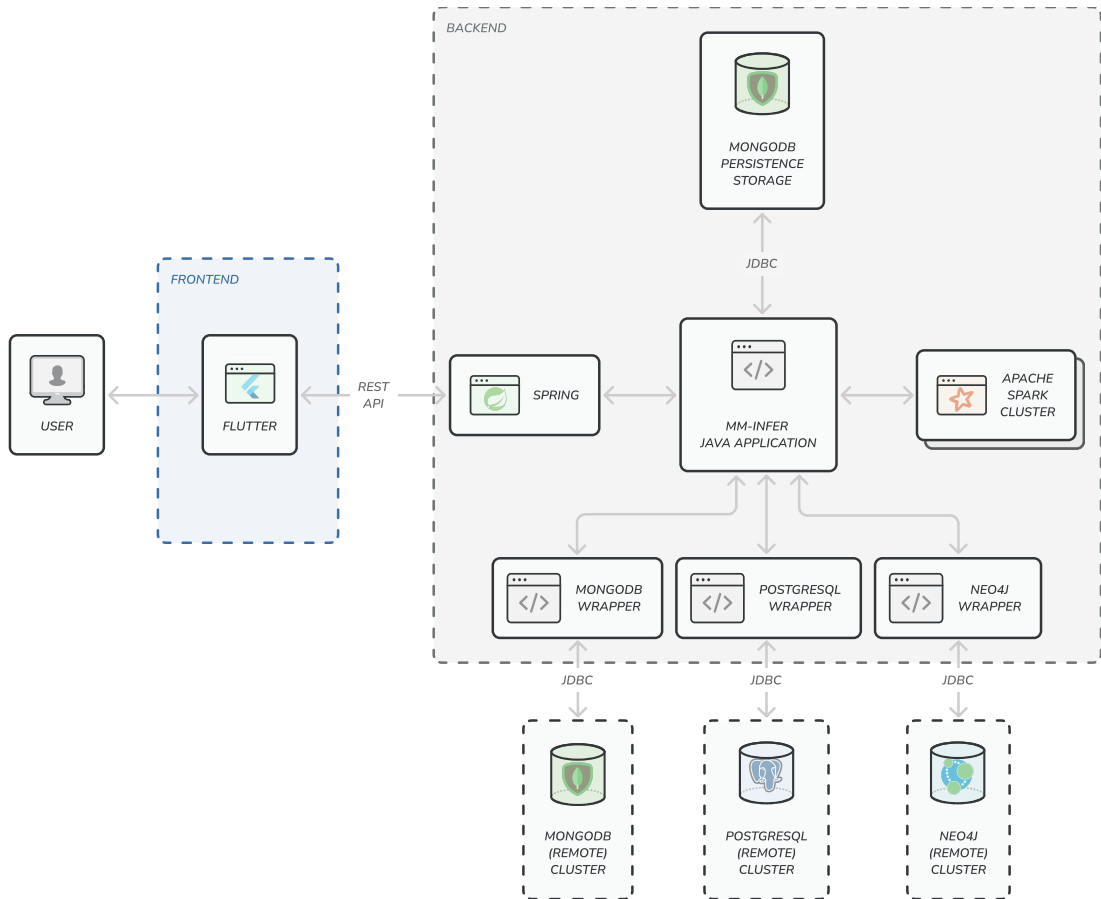 BACKEND
MONGODB
PERSISTENCE
STORAGE
JDBC
FRONTEND
USER
FLUTTER
REST
API
SPRING
MM-INFER
JAVA APPLICATION
APACHE
SPARK
CLUSTER
MONGODB
WRAPPER
POSTGRESQL
WRAPPER
NEO4J
WRAPPER
JDBC
JDBC
JDBC
MONGODB
(REMOTE)
CLUSTER
POSTGRESQL
(REMOTE)
CLUSTER
NEO4J
(REMOTE)
CLUSTER